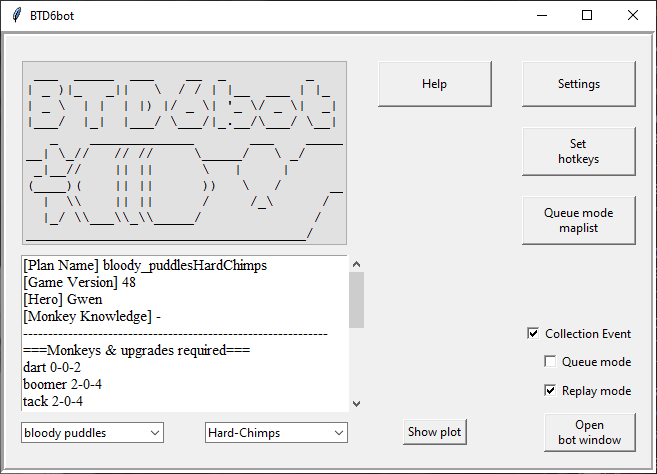 BTD6bot
BTD6bot
Help
Settings
Set
hotkeys
Queue mode
maplist
[Plan Name] bloody_puddlesHardChimps
[Game Version] 48
[Hero] Gwen
[Monkey Knowledge] -
-------------------------------------------------------------
===Monkeys & upgrades required===
dart 0-0-2
boomer 2-0-4
tack 2-0-4
Collection Event
Queue mode
Replay mode
bloody puddles
Hard-Chimps
Show plot
Open
bot window